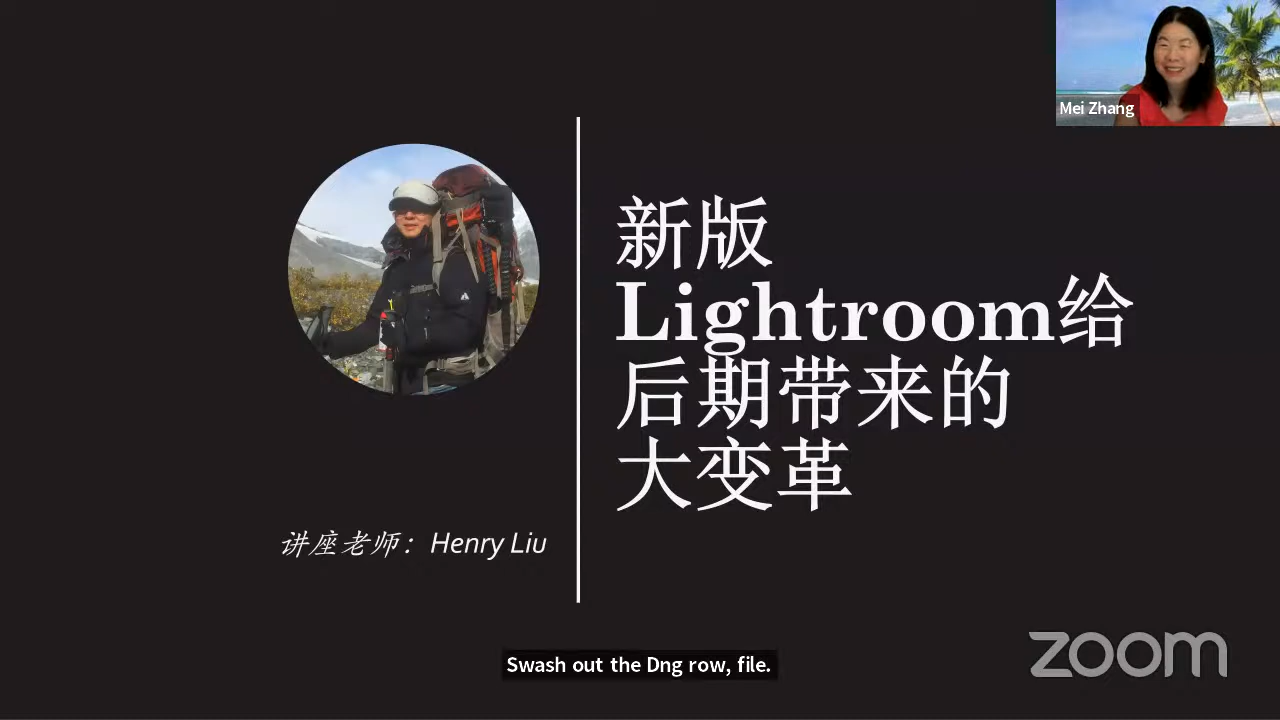 Mei Zhang
新版
Lightroom给
后期带来的
大变革
讲座老师：Henry Liu
Swash out the Dng row, file.
zoom